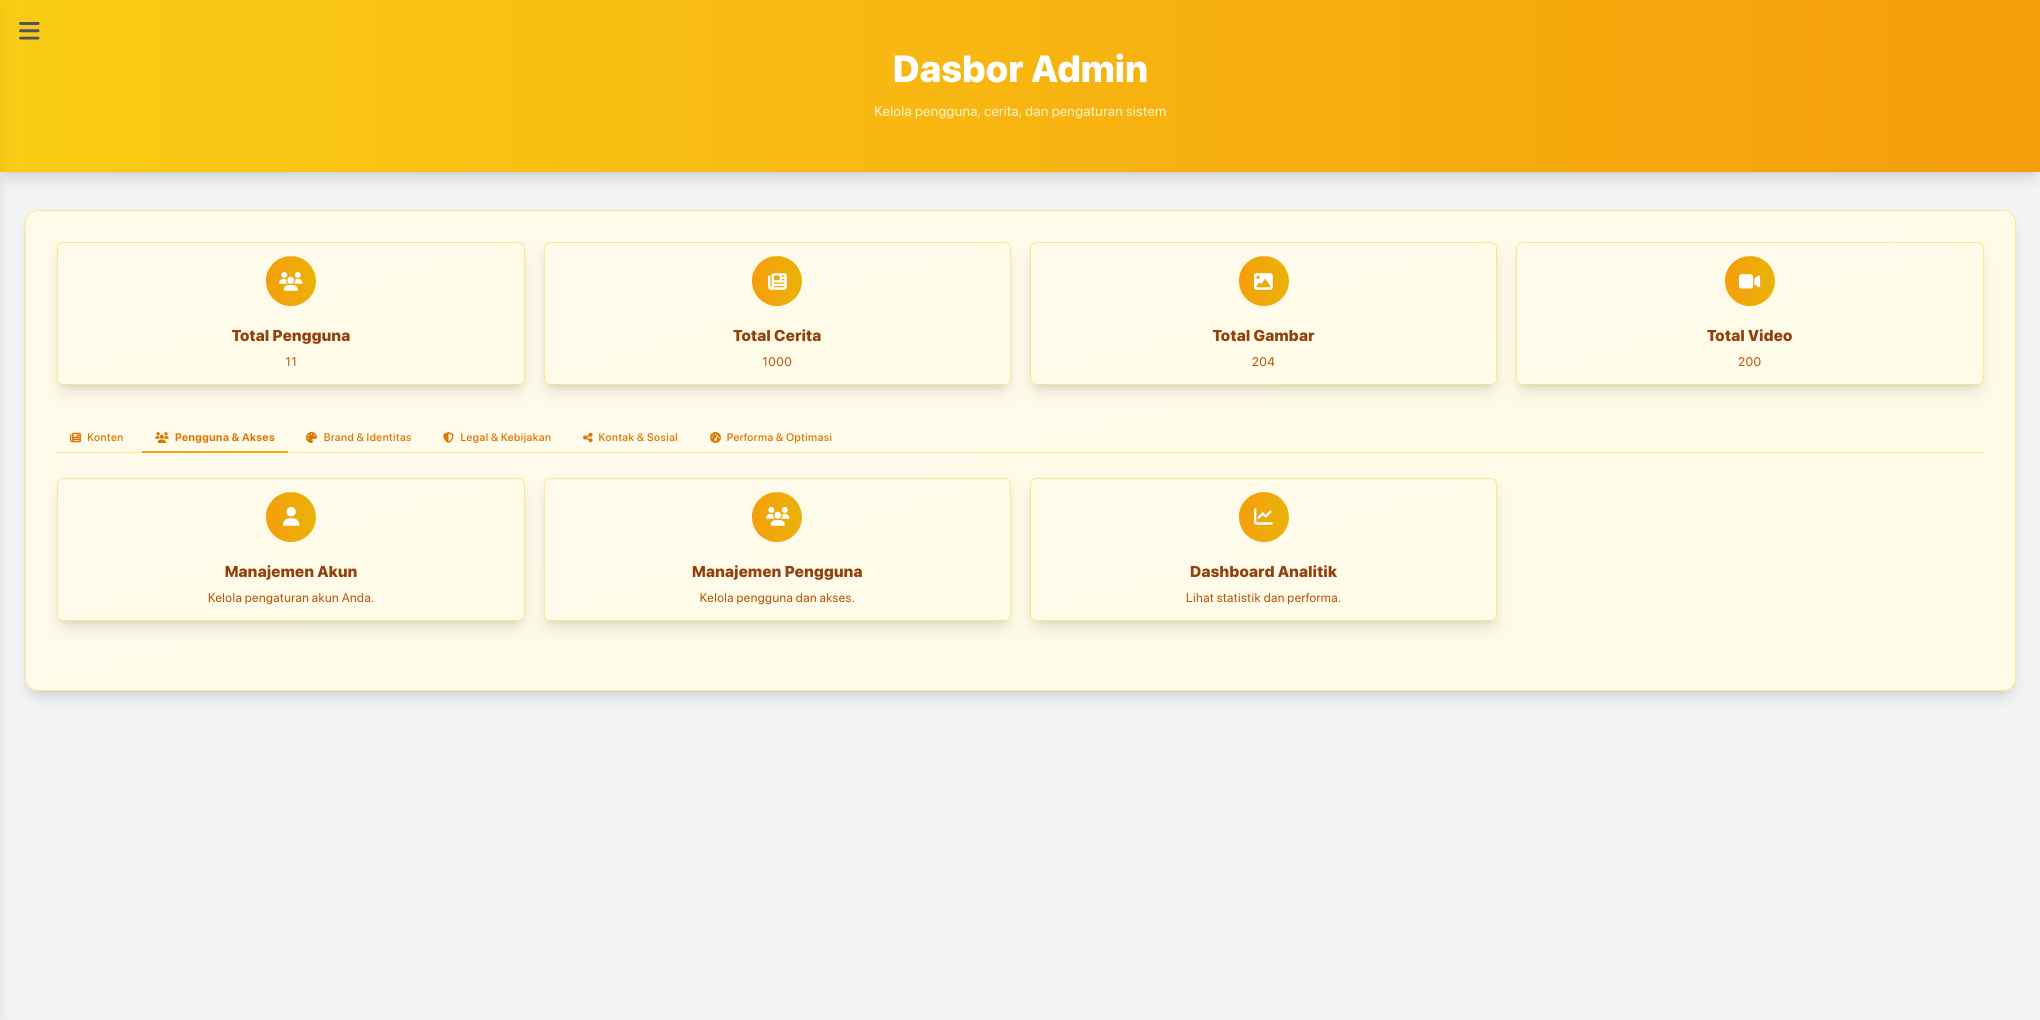 Dasbor Admin
Kelola pengguna, cerita, dan pengaturan sistem
Total Pengguna
11
Total Cerita
1000
Total Gambar
204
Total Video
200
Konten
Pengguna & Akses
Brand & Identitas
Legal & Kebijakan
Kontak & Sosial
Performa & Optimasi
Manajemen Akun
Kelola pengaturan akun Anda.
Manajemen Pengguna
Kelola pengguna dan akses.
Dashboard Analitik
Lihat statistik dan performa.